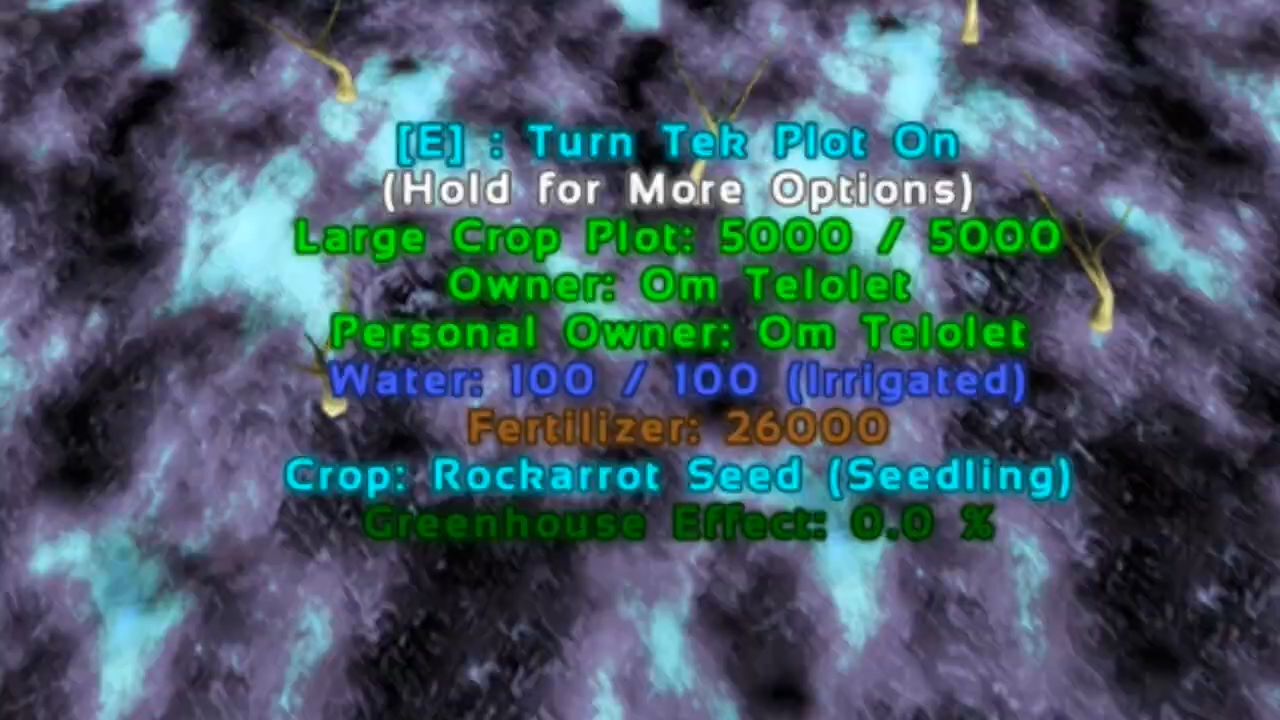 [E] : Turn Tek Plot On
(Hold for More Options)
Large Crop Plot: 5000 / 5000
Owner: Om Telolet
Personal Owner: Om Telolet
Water: 100 / 100 (Irrigated)
Fertilizer: 26000
Crop: Rockarrot Seed (Seedling)
Greenhouse Effect: 0.0 %